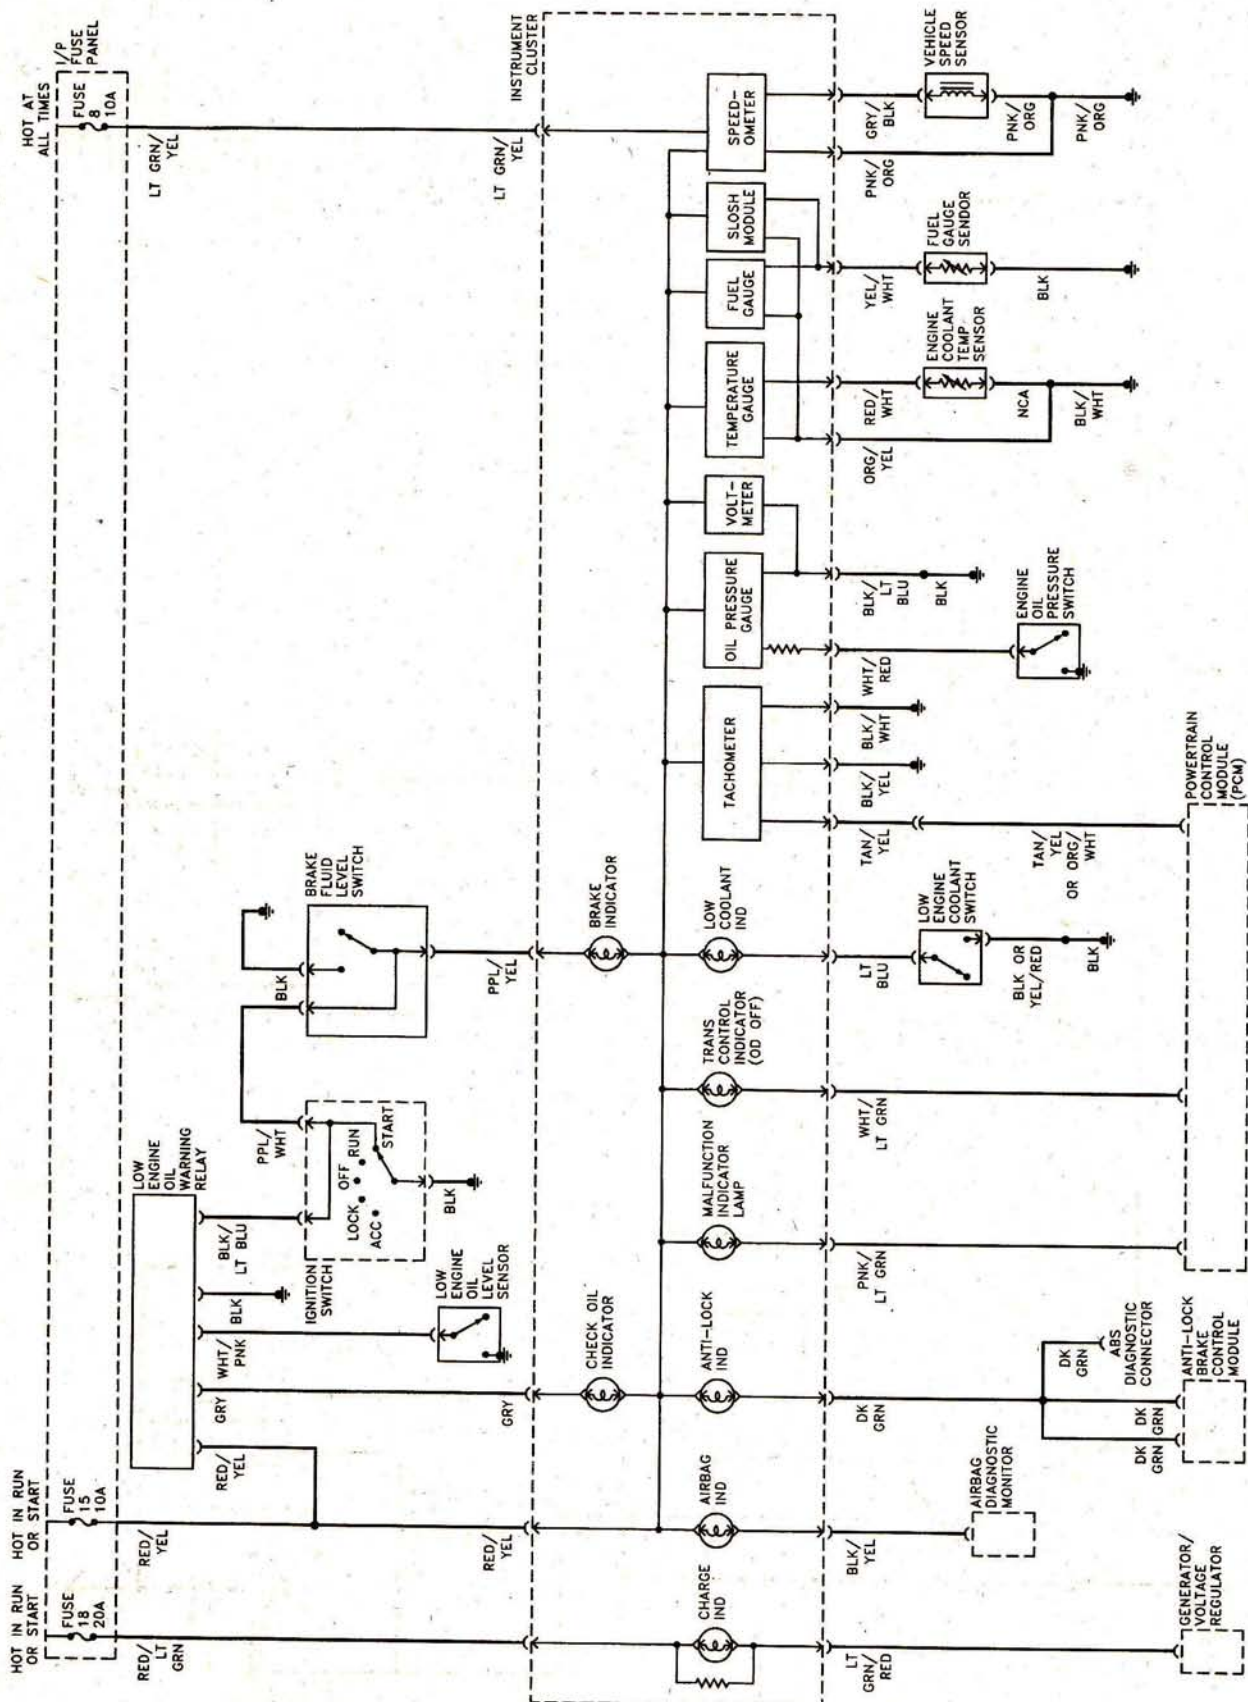 HOT IN RUN
OR START
FUSE
18
20A
RED/
LT
GRN
HOT IN RUN
OR START
FUSE
15
10A
RED/
YEL
HOT AT
ALL TIMES
I/P
FUSE
PANEL
FUSE
8
10A
LT GRN/
YEL
LOW
ENGINE
OIL
WARNING
RELAY
RED/
YEL
GRY
WHT/
PNK
BLK
BLK/
LT BLU
PPL/
WHT
IGNITION
SWITCH
ACC
LOCK
OFF
RUN
START
BLK
LOW
ENGINE
OIL
LEVEL
SENSOR
BLK
BRAKE
FLUID
LEVEL
SWITCH
RED/
YEL
GRY
PPL/
YEL
LT GRN/
YEL
INSTRUMENT
CLUSTER
CHECK OIL
INDICATOR
BRAKE
INDICATOR
CHARGE
IND
AIRBAG
IND
ANTI-LOCK
IND
MALFUNCTION
INDICATOR
LAMP
TRANS
CONTROL
INDICATOR
(OD OFF)
LOW
COOLANT
IND
TACHOMETER
OIL PRESSURE
GAUGE
VOLT-
METER
TEMPERATURE
GAUGE
FUEL
GAUGE
SLOSH
MODULE
SPEED-
OMETER
LT
GRN/
RED
BLK/
YEL
DK
GRN
PNK/
LT GRN
WHT/
LT GRN
LT
BLU
TAN/
YEL
BLK/
YEL
BLK/
WHT
WHT/
RED
BLK/
LT
BLU
BLK
ORG/
YEL
RED/
WHT
YEL/
WHT
PNK/
ORG
GRY/
BLK
AIRBAG
DIAGNOSTIC
MONITOR
LOW
ENGINE
COOLANT
SWITCH
BLK OR
YEL/RED
BLK
TAN/
YEL
OR ORG/
WHT
ENGINE
OIL
PRESSURE
SWITCH
ENGINE
COOLANT
TEMP
SENSOR
NCA
BLK/
WHT
FUEL
GAUGE
SENDOR
BLK
VEHICLE
SPEED
SENSOR
PNK/
ORG
PNK/
ORG
GENERATOR/
VOLTAGE
REGULATOR
DK
GRN
DK
GRN
DK
GRN
ABS
DIAGNOSTIC
CONNECTOR
ANTI-LOCK
BRAKE
CONTROL
MODULE
POWERTRAIN
CONTROL
MODULE
(PCM)